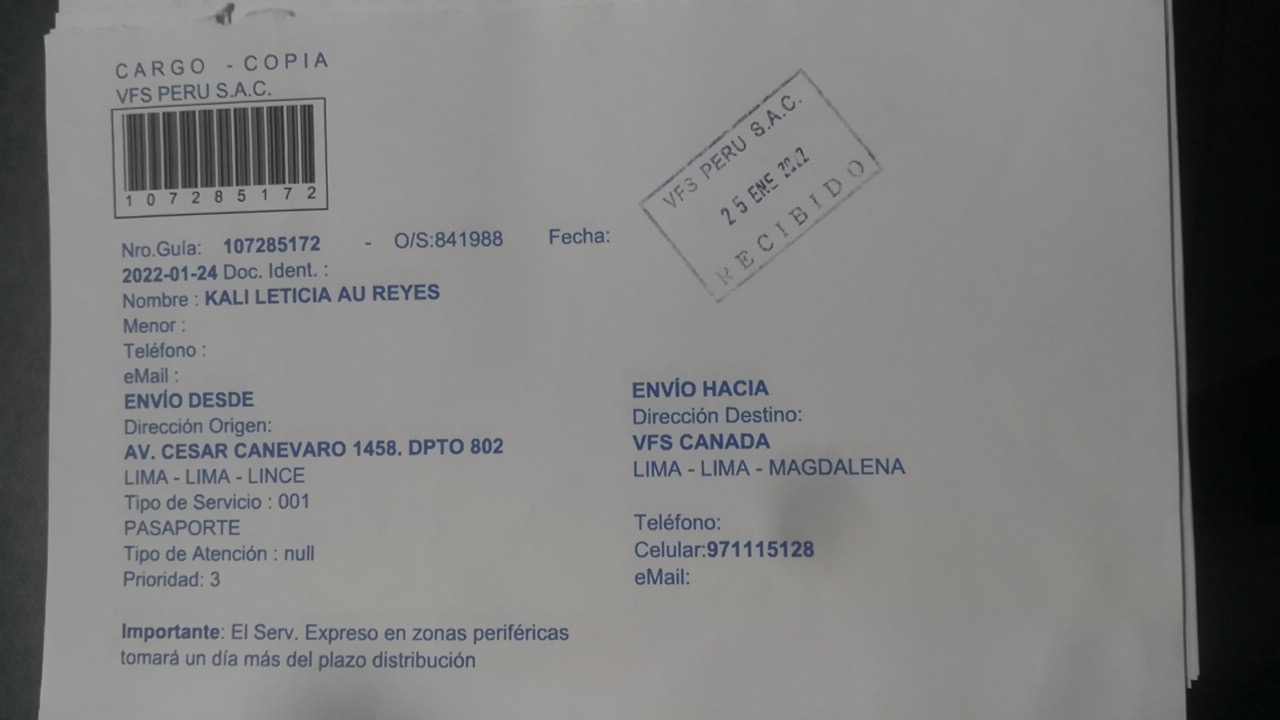 CARGO - COPIA
VFS PERU S.A.C.
107285172
VFS PERU S.A.C.
25 ENE 2022
RECIBIDO
Nro.Guía: 107285172 - O/S:841988 Fecha:
2022-01-24 Doc. Ident. :
Nombre : KALI LETICIA AU REYES
Menor :
Teléfono :
eMail :
ENVÍO DESDE
Dirección Origen:
AV. CESAR CANEVARO 1458. DPTO 802
LIMA - LIMA - LINCE
Tipo de Servicio : 001
PASAPORTE
Tipo de Atención : null
Prioridad: 3
ENVÍO HACIA
Dirección Destino:
VFS CANADA
LIMA - LIMA - MAGDALENA
Teléfono:
Celular:971115128
eMail:
Importante: El Serv. Expreso en zonas periféricas
tomará un día más del plazo distribución